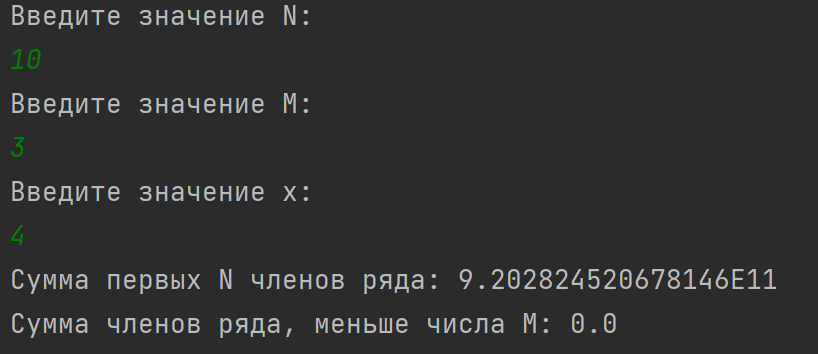 Введите значение N:
10
Введите значение M:
3
Введите значение x:
4
Сумма первых N членов ряда: 9.202824520678146E11
Сумма членов ряда, меньше числа M: 0.0